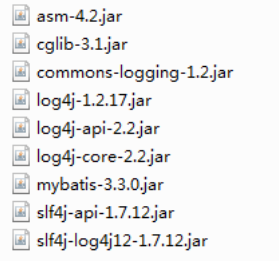 asm-4.2.jar
cglib-3.1.jar
commons-logging-1.2.jar
log4j-1.2.17.jar
log4j-api-2.2.jar
log4j-core-2.2.jar
mybatis-3.3.0.jar
slf4j-api-1.7.12.jar
slf4j-log4j12-1.7.12.jar